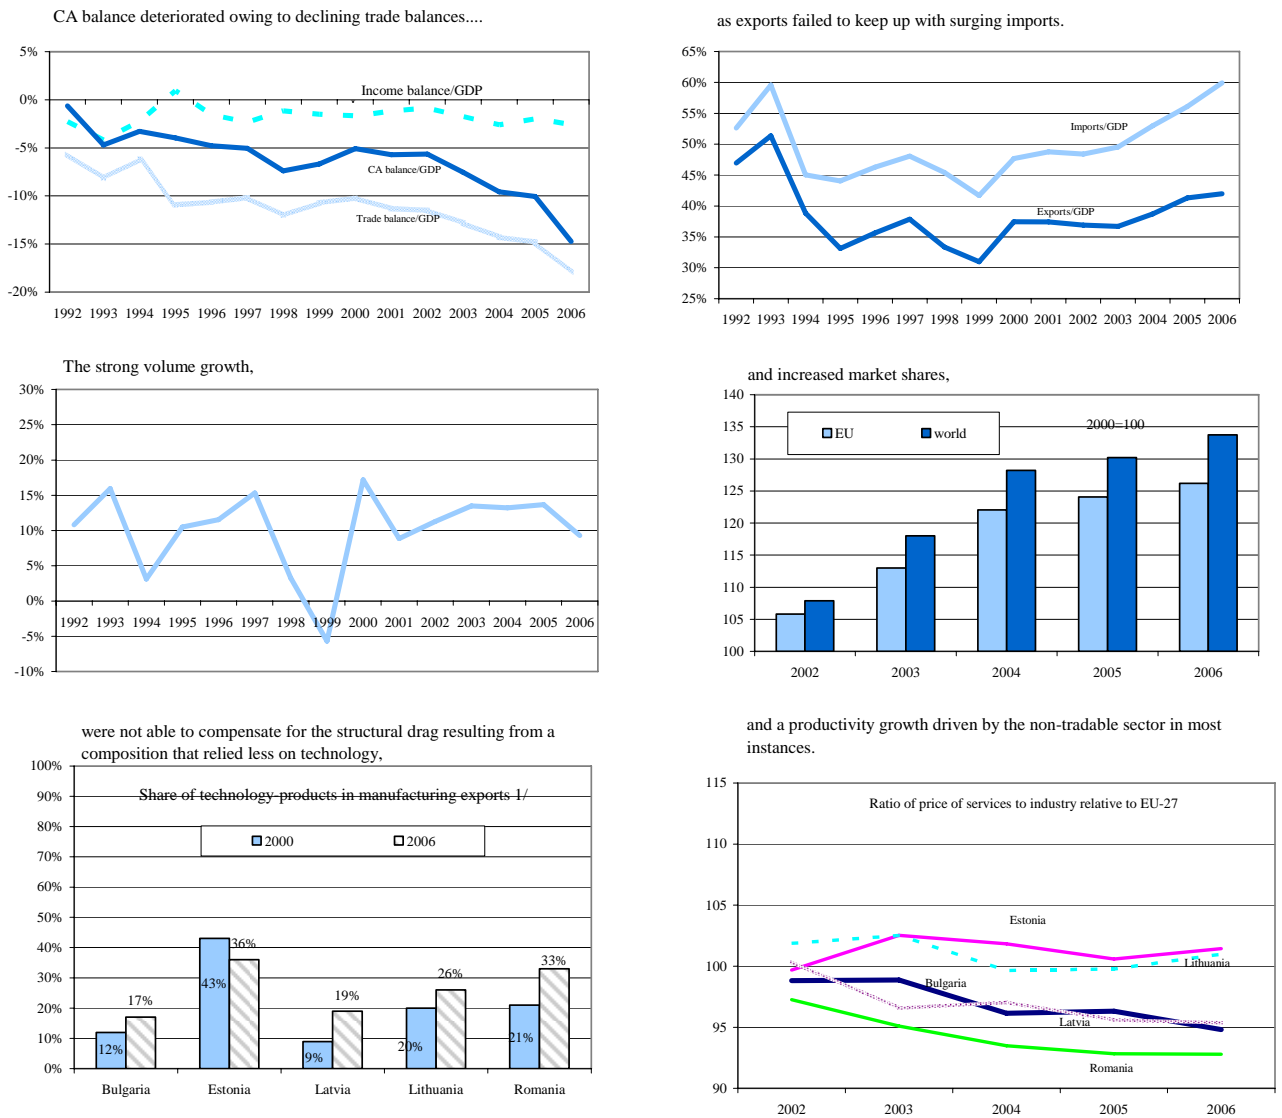 CA balance deteriorated owing to declining trade balances....
5%
0%
-5%
-10%
-15%
-20%
Income balance/GDP
CA balance/GDP
Trade balance/GDP
1992 1993 1994 1995 1996 1997 1998 1999 2000 2001 2002 2003 2004 2005 2006
as exports failed to keep up with surging imports.
65%
60%
55%
50%
45%
40%
35%
30%
25%
Imports/GDP
Exports/GDP
1992 1993 1994 1995 1996 1997 1998 1999 2000 2001 2002 2003 2004 2005 2006
The strong volume growth,
30%
25%
20%
15%
10%
5%
0%
-5%
-10%
1992 1993 1994 1995 1996 1997 1998 1999 2000 2001 2002 2003 2004 2005 2006
and increased market shares,
140
135
130
125
120
115
110
105
100
EU world
2000=100
2002 2003 2004 2005 2006
were not able to compensate for the structural drag resulting from a
composition that relied less on technology,
100%
90%
80%
70%
60%
50%
40%
30%
20%
10%
0%
Share of technology-products in manufacturing exports 1/
2000 2006
12% 17%
43% 36%
9% 19%
20% 26%
21% 33%
Bulgaria Estonia Latvia Lithuania Romania
and a productivity growth driven by the non-tradable sector in most
instances.
115
110
105
100
95
90
Ratio of price of services to industry relative to EU-27
Estonia
Lithuania
Bulgaria
Latvia
Romania
2002 2003 2004 2005 2006